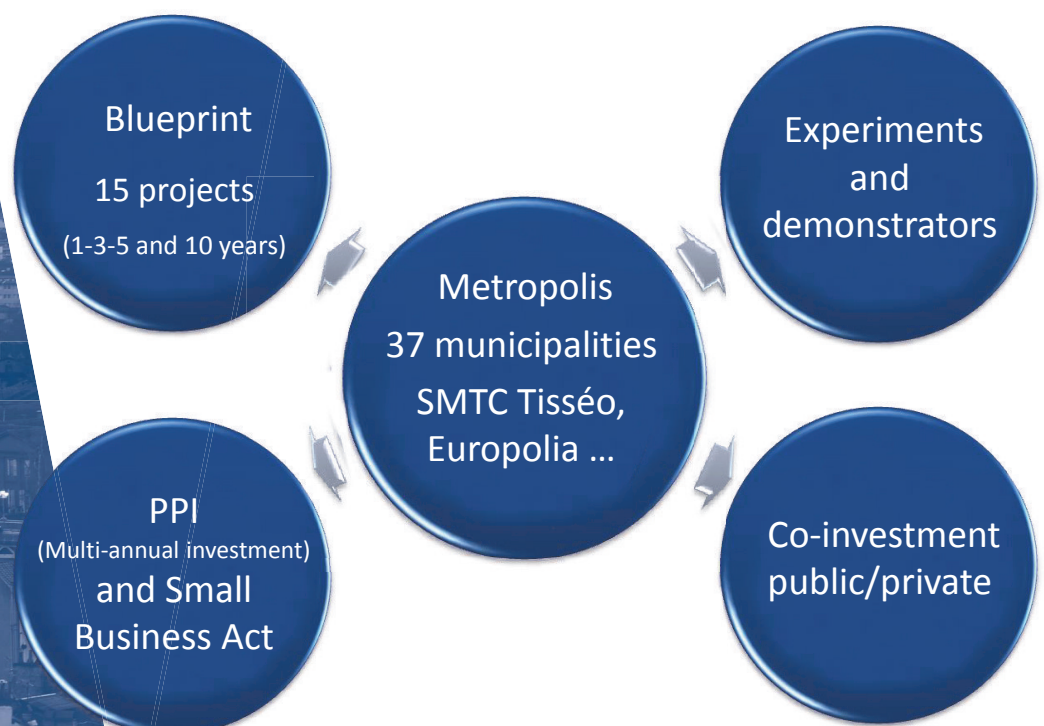 Blueprint
15 projects
(1-3-5 and 10 years)
Experiments
and
demonstrators
Metropolis
37 municipalities
SMTC Tisséo,
Europolia ...
PPI
(Multi-annual investment)
and Small
Business Act
Co-investment
public/private